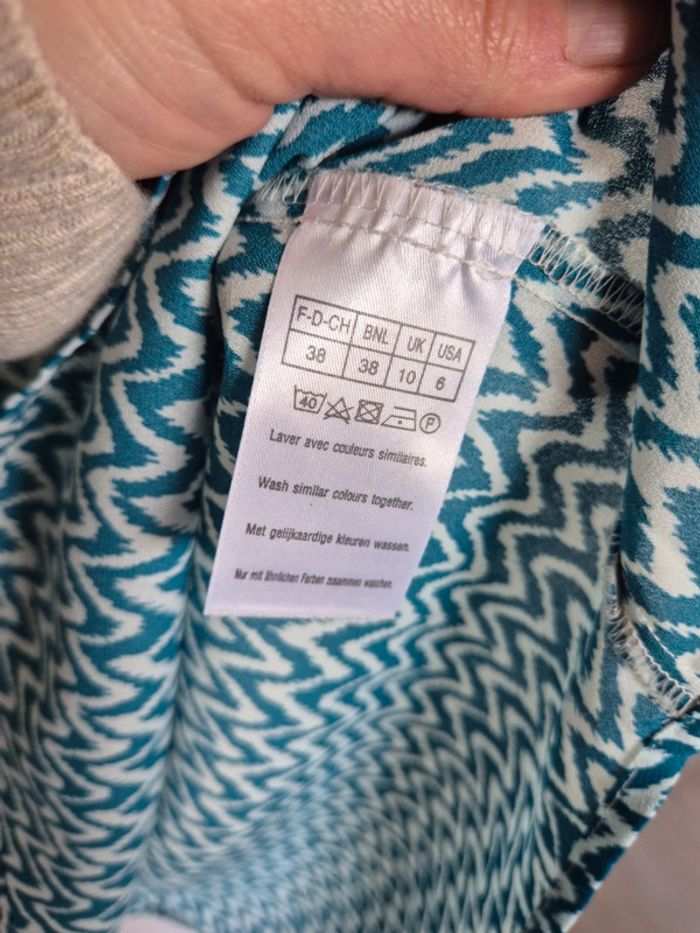 F-D-CH BNL UK USA
38 38 10 6
40 P
Laver avec couleurs similaires.
Wash similar colours together.
Met gelijkaardige kleuren wassen.
Nur mit ähnlichen Farben zusammen waschen.